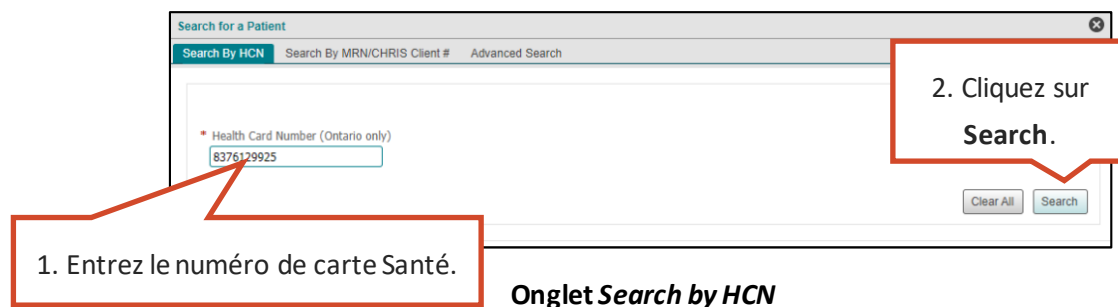 Search for a Patient
Search By HCN Search By MRN/CHRIS Client # Advanced Search
2. Cliquez sur
Search.
* Health Card Number (Ontario only)
8376129925
Clear All Search
1. Entrez le numéro de carte Santé.
Onglet Search by HCN